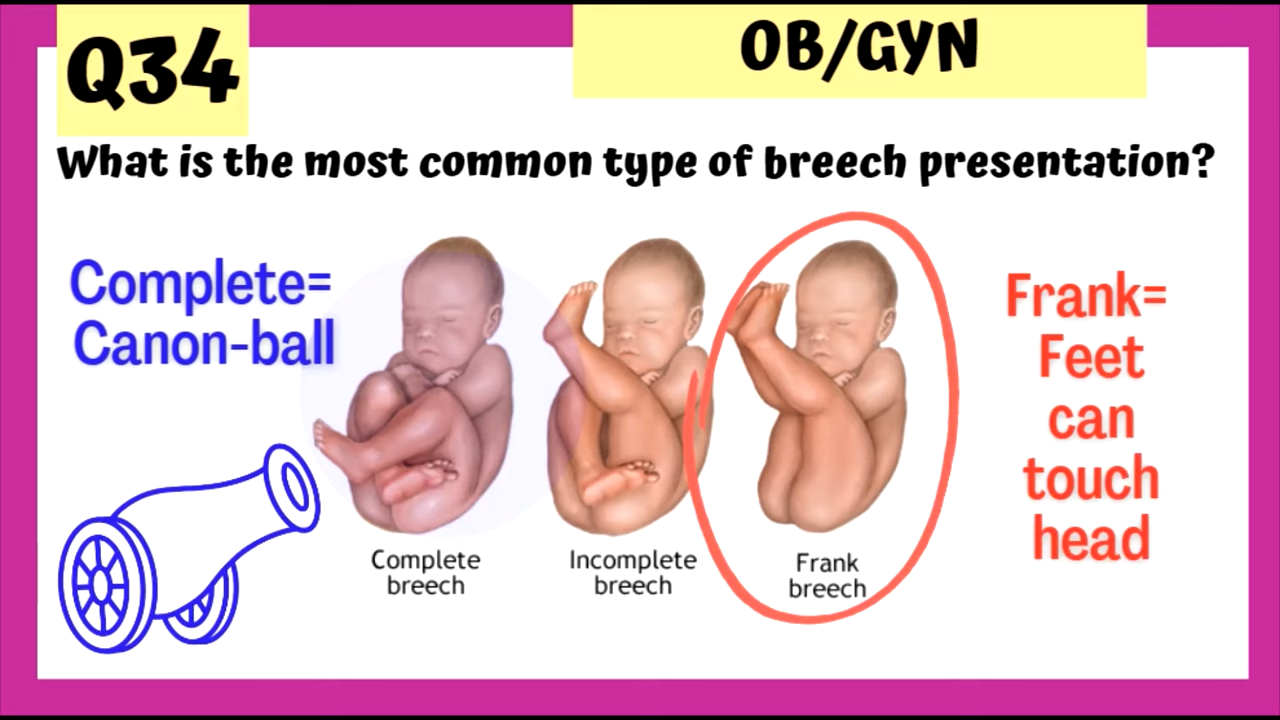 Q34
OB/GYN
What is the most common type of breech presentation?
Complete=
Canon-ball
Frank=
Feet
can
touch
head
Complete
breech
Incomplete
breech
Frank
breech